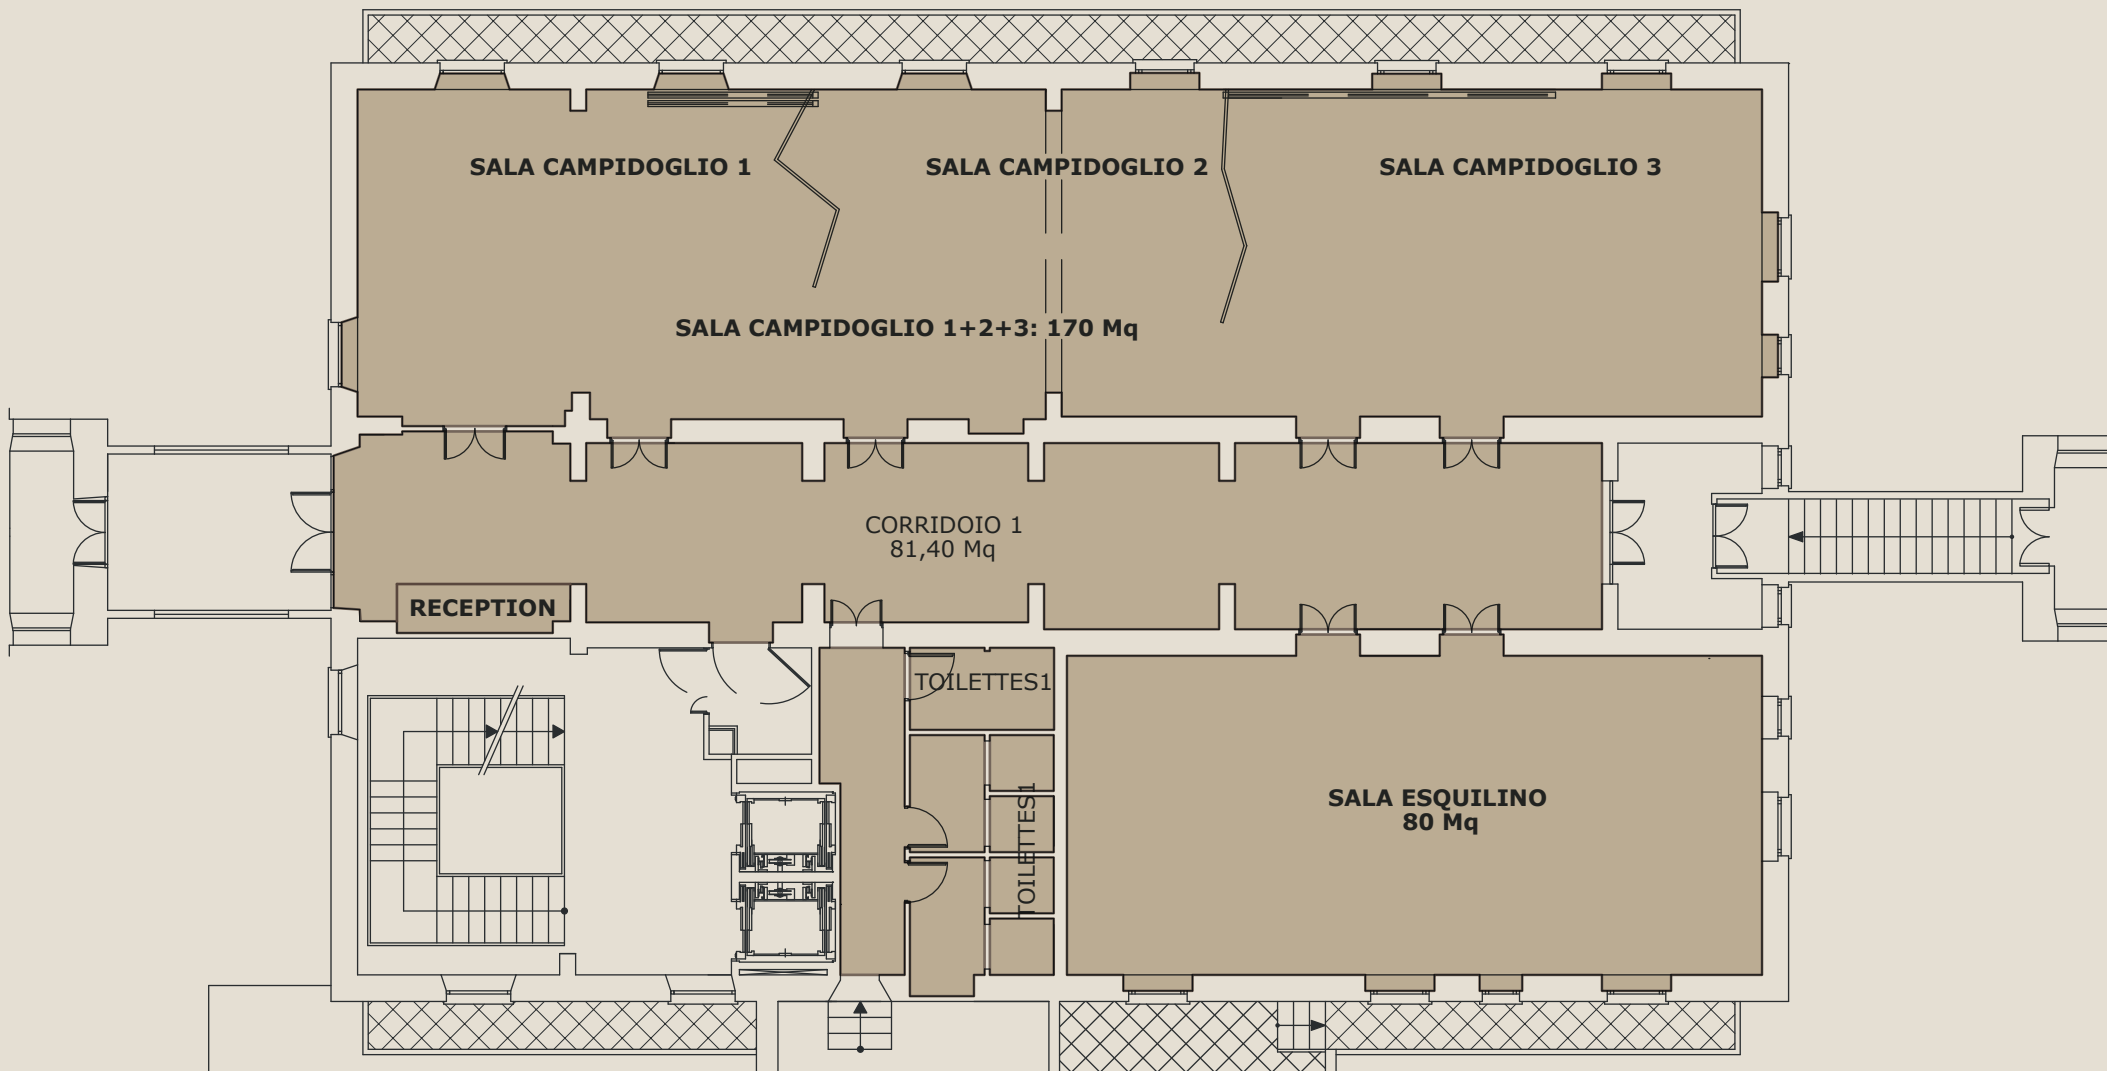 SALA CAMPIDOGLIO 1
SALA CAMPIDOGLIO 2
SALA CAMPIDOGLIO 3
SALA CAMPIDOGLIO 1+2+3: 170 Mq
CORRIDOIO 1
81,40 Mq
RECEPTION
TOILETTES1
TOILETTES1
SALA ESQUILINO
80 Mq